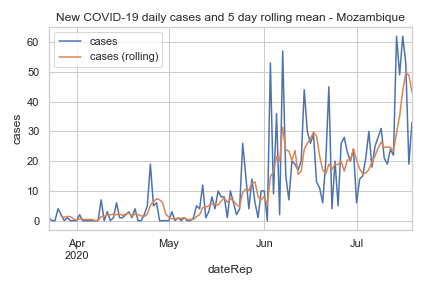 New COVID-19 daily cases and 5 day rolling mean - Mozambique
cases
cases (rolling)
cases
60
50
40
30
20
10
0
Apr
2020
May
Jun
Jul
dateRep